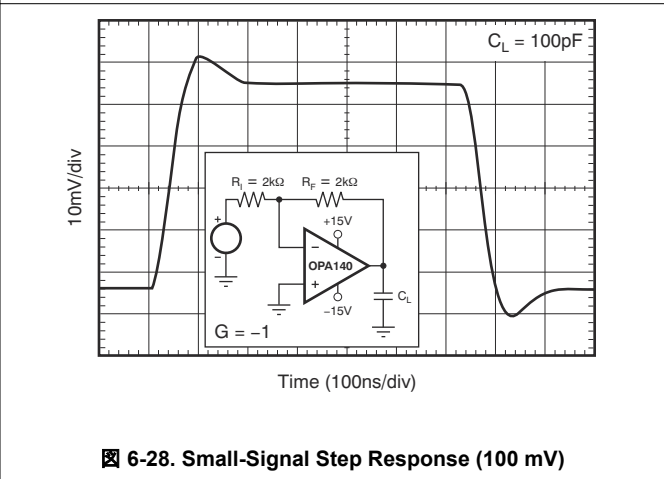 C_L = 100pF
10mV/div
R_I = 2kΩ R_F = 2kΩ
+15V
+
−
−
OPA140
+
C_L
−15V
G = −1
Time (100ns/div)
図 6-28. Small-Signal Step Response (100 mV)